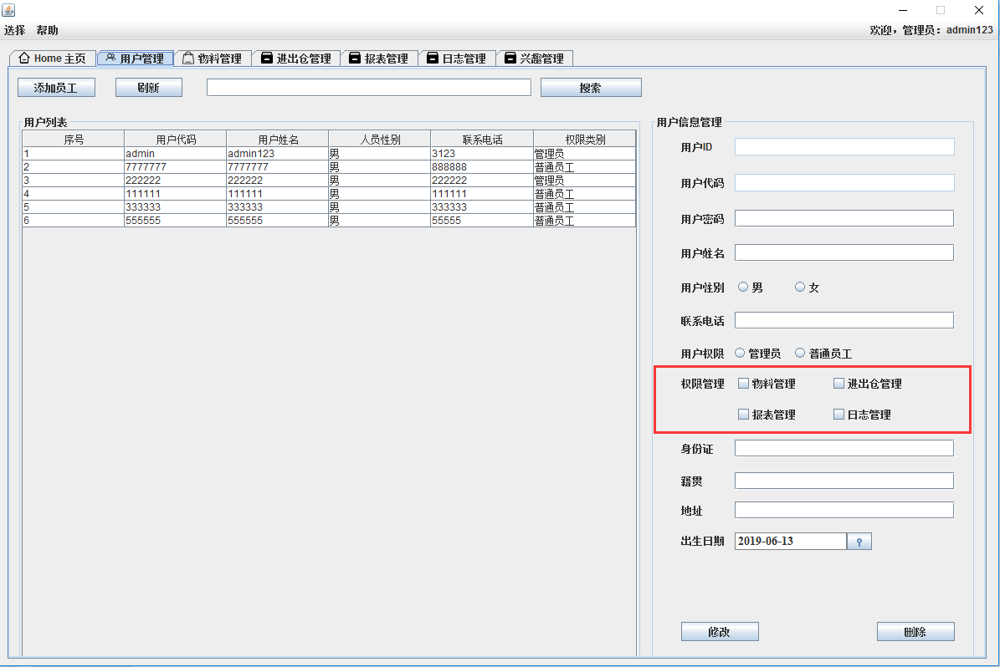 选择 帮助 欢迎，管理员：admin123
Home 主页 用户管理 物料管理 进出仓管理 报表管理 日志管理 兴趣管理
添加员工 刷新 搜索
用户列表
序号 用户代码 用户姓名 人员性别 联系电话 权限类别
1 admin admin123 男 3123 管理员
2 7777777 7777777 男 888888 普通员工
3 222222 222222 男 222222 管理员
4 111111 111111 男 111111 普通员工
5 333333 333333 男 333333 普通员工
6 555555 555555 男 55555 普通员工
用户信息管理
用户ID
用户代码
用户密码
用户姓名
用户性别 男 女
联系电话
用户权限 管理员 普通员工
权限管理 物料管理 进出仓管理
报表管理 日志管理
身份证
籍贯
地址
出生日期 2019-06-13
修改 删除